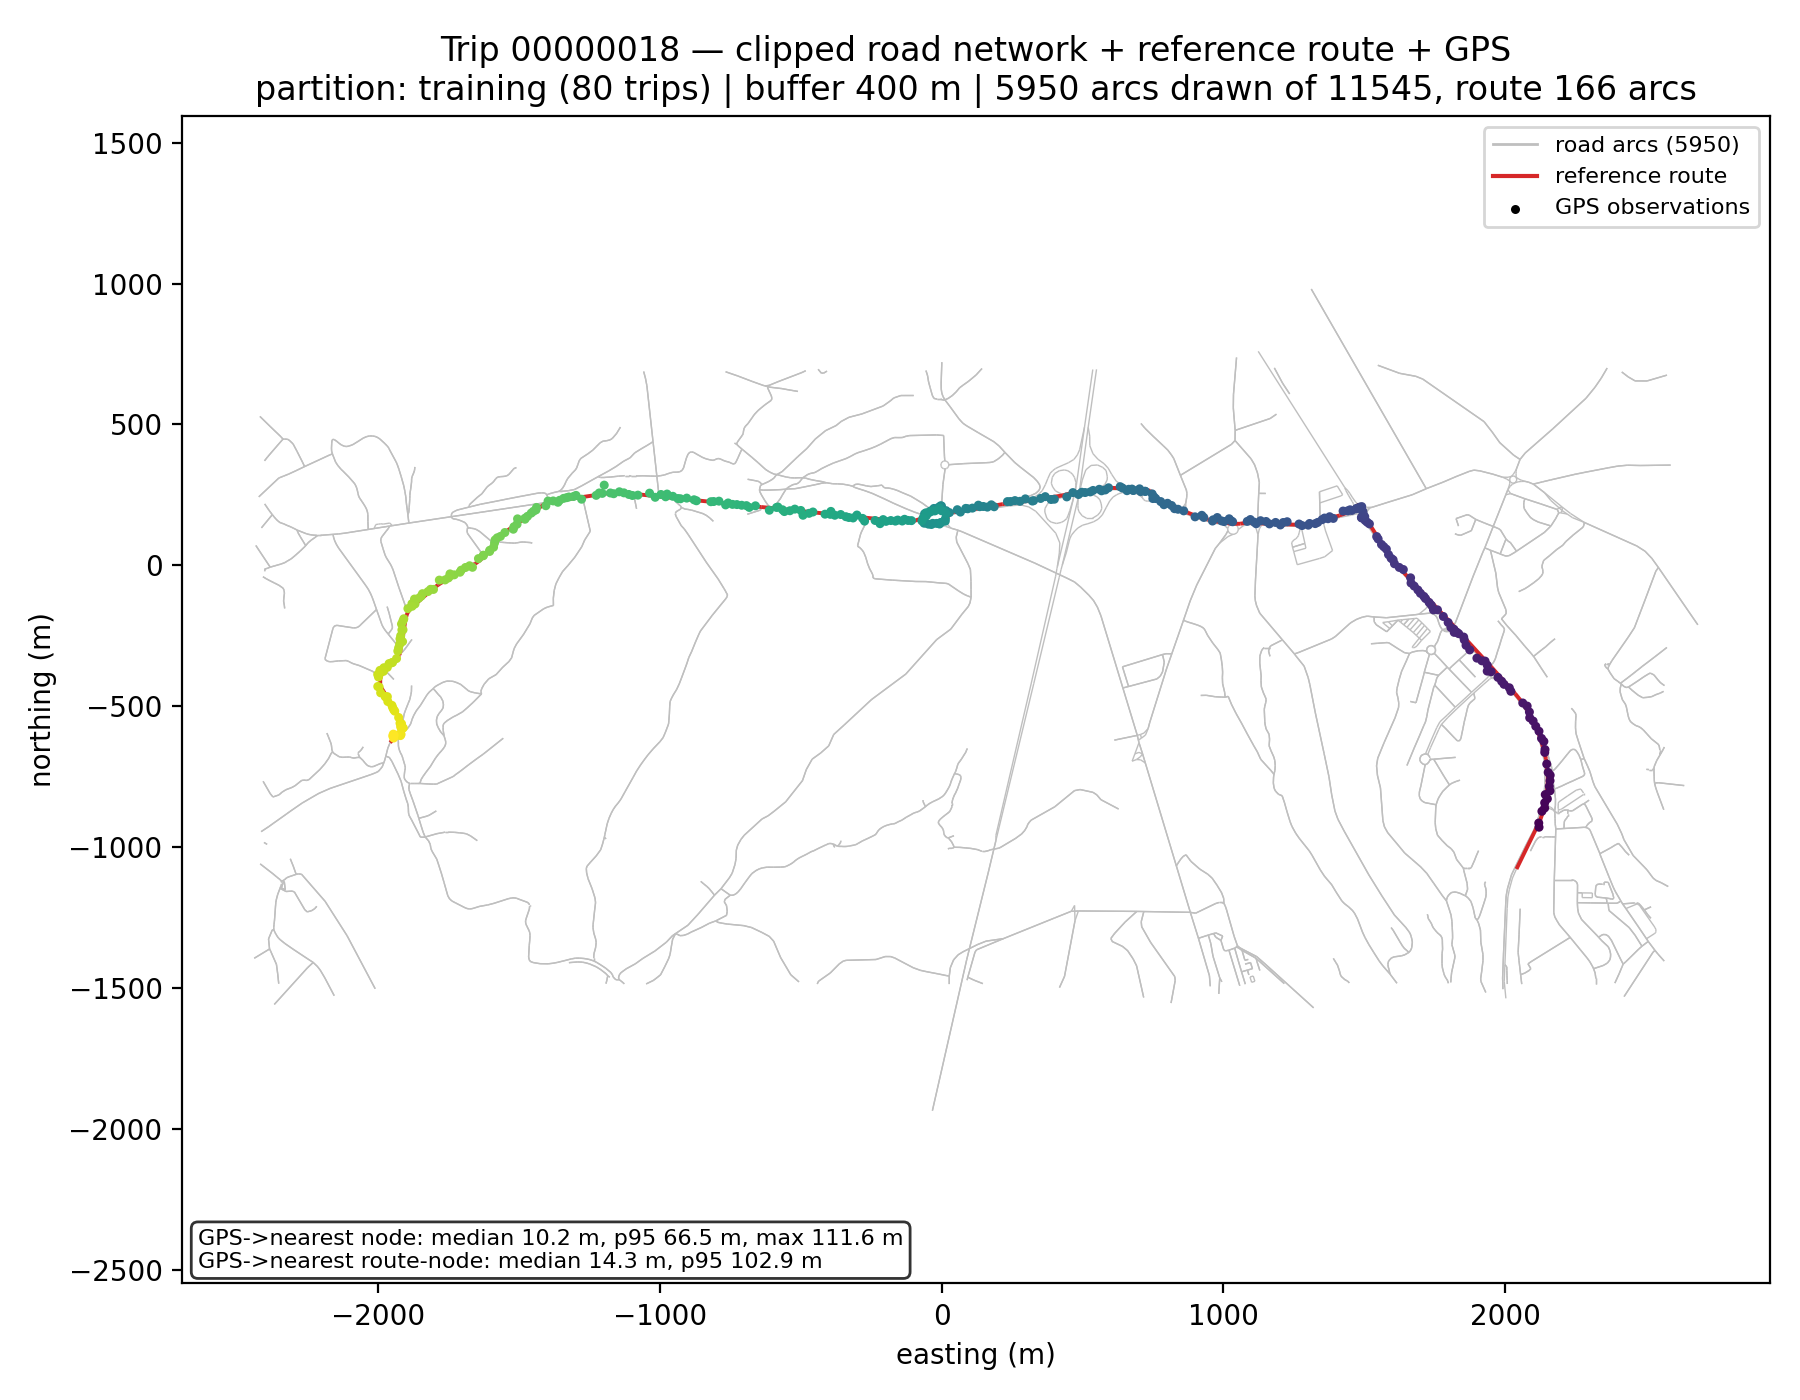 Trip 00000018 — clipped road network + reference route + GPS
partition: training (80 trips) | buffer 400 m | 5950 arcs drawn of 11545, route 166 arcs
road arcs (5950)
reference route
GPS observations
1500
1000
500
0
−500
−1000
−1500
−2000
−2500
northing (m)
GPS->nearest node: median 10.2 m, p95 66.5 m, max 111.6 m
GPS->nearest route-node: median 14.3 m, p95 102.9 m
−2000
−1000
0
1000
2000
easting (m)